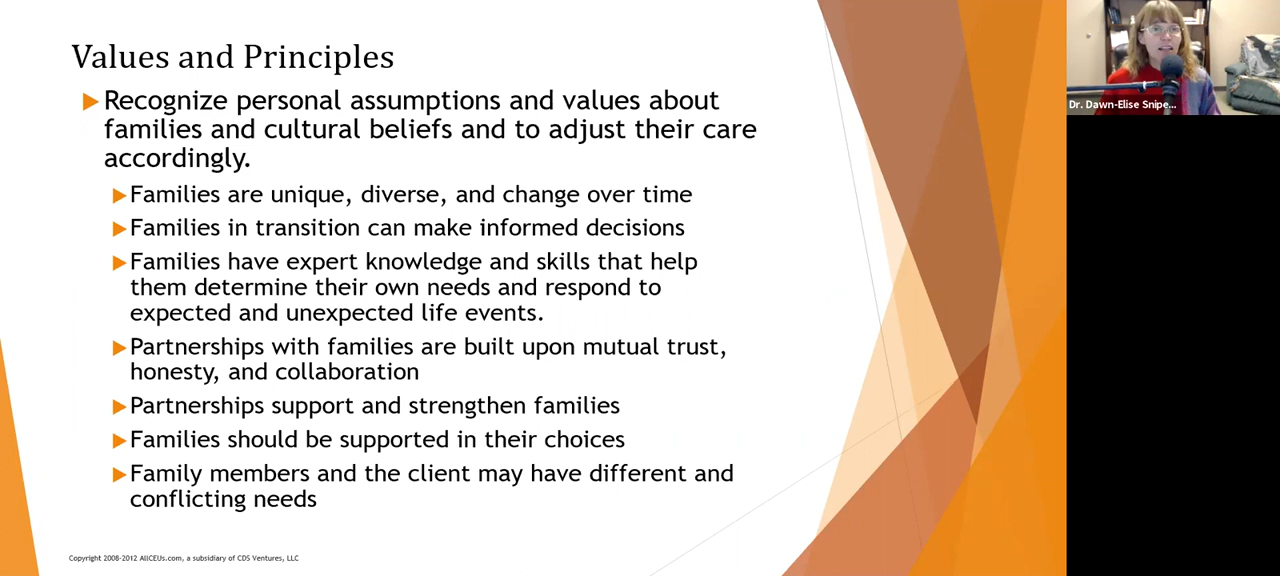 Values and Principles
Recognize personal assumptions and values about
families and cultural beliefs and to adjust their care
accordingly.
Families are unique, diverse, and change over time
Families in transition can make informed decisions
Families have expert knowledge and skills that help
them determine their own needs and respond to
expected and unexpected life events.
Partnerships with families are built upon mutual trust,
honesty, and collaboration
Partnerships support and strengthen families
Families should be supported in their choices
Family members and the client may have different and
conflicting needs
Copyright 2008-2012 AllCEUs.com, a subsidiary of CDS Ventures, LLC
Dr. Dawn-Elise Snipe...